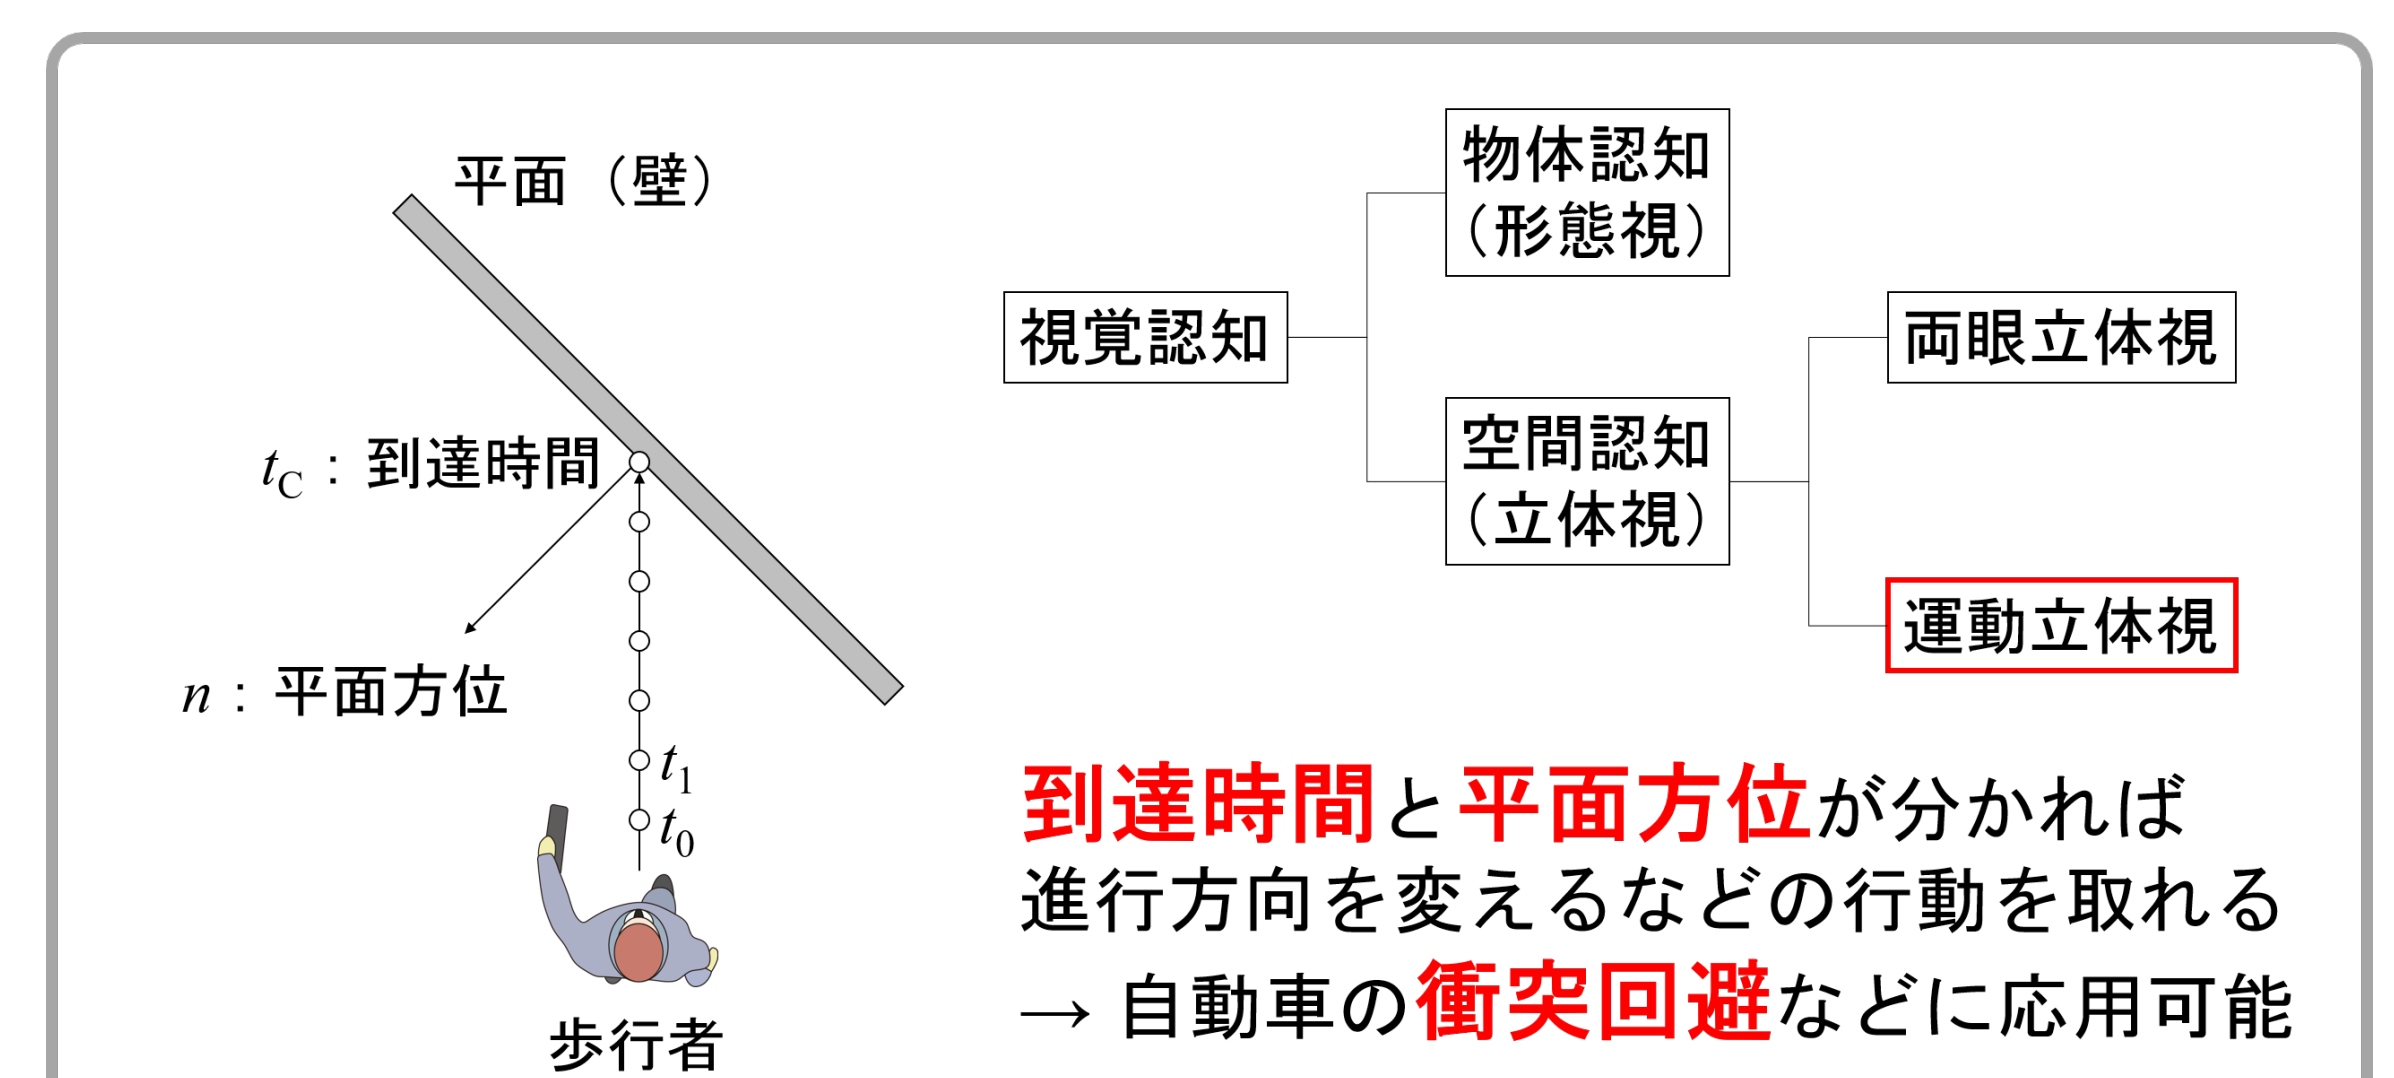 平面（壁）
tC：到達時間
n：平面方位
t1
t0
歩行者
視覚認知
物体認知
（形態視）
空間認知
（立体視）
両眼立体視
運動立体視
到達時間と平面方位が分かれば
進行方向を変えるなどの行動を取れる
→ 自動車の衝突回避などに応用可能